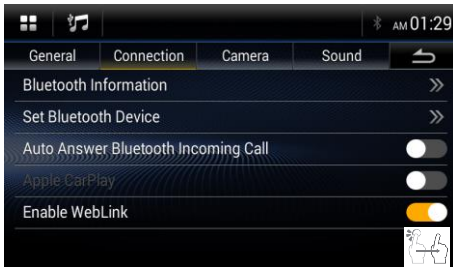 AM 01:29
General Connection Camera Sound
Bluetooth Information
Set Bluetooth Device
Auto Answer Bluetooth Incoming Call
Apple CarPlay
Enable WebLink